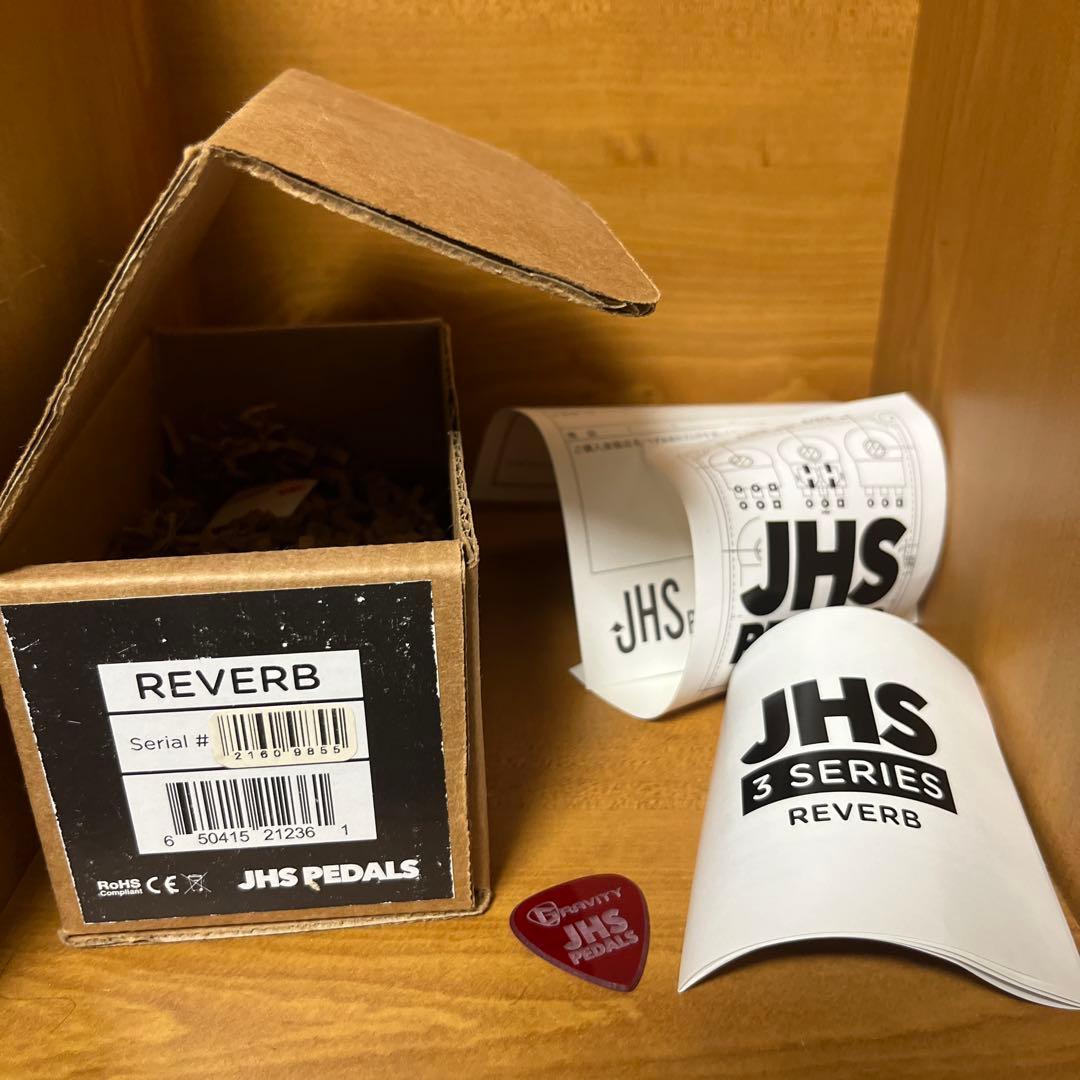 REVERB
Serial #
2160 9855
6 50415 21236 1
RoHS
Compliant
CE
JHS PEDALS
JHS
JHS
JHS
3 SERIES
REVERB
GRAVITY
JHS
PEDALS